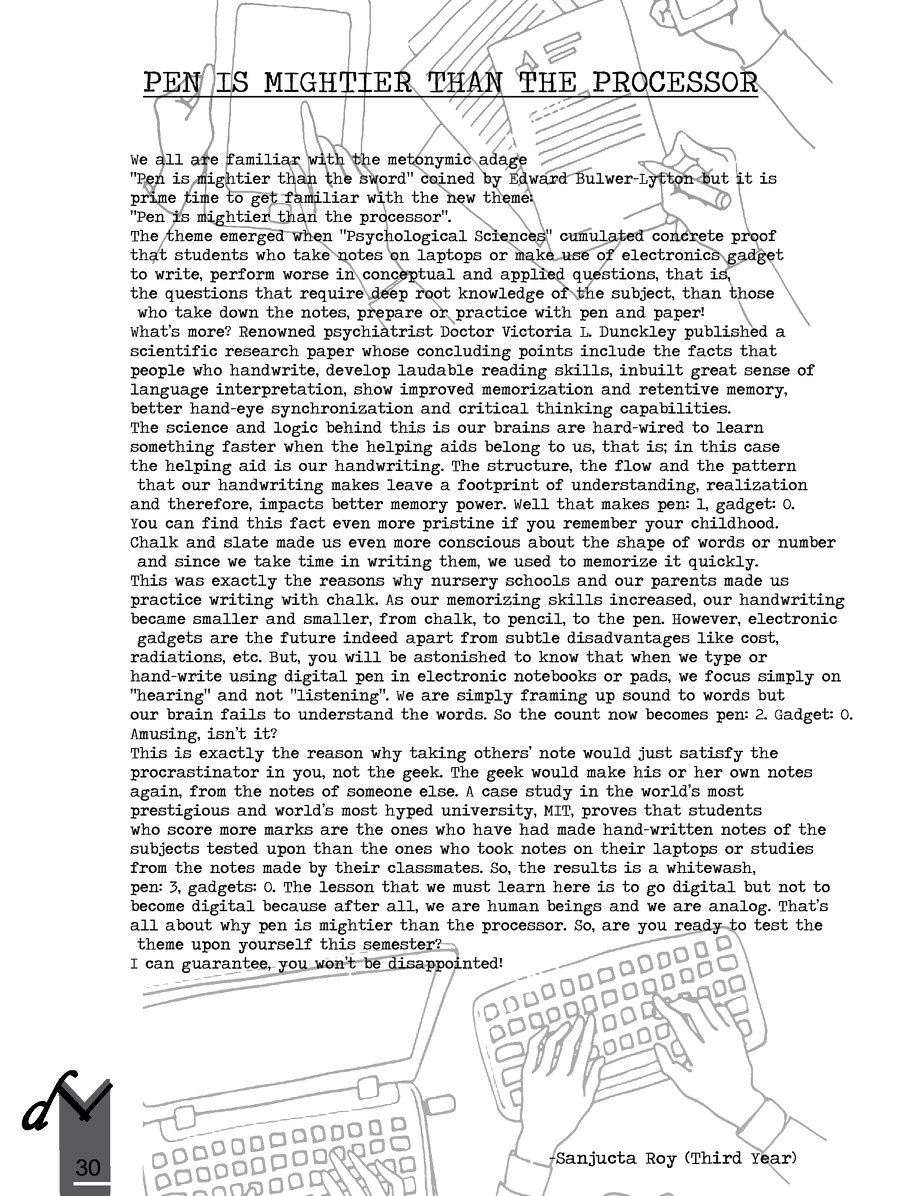 PEN IS MIGHTIER THAN THE PROCESSOR
We all are familiar with the metonymic adage
"Pen is mightier than the sword" coined by Edward Bulwer-Lytton but it is
prime time to get familiar with the new theme:
"Pen is mightier than the processor".
The theme emerged when "Psychological Sciences" cumulated concrete proof
that students who take notes on laptops or make use of electronics gadget
to write, perform worse in conceptual and applied questions, that is,
the questions that require deep root knowledge of the subject, than those
who take down the notes, prepare or practice with pen and paper!
What's more? Renowned psychiatrist Doctor Victoria L. Dunckley published a
scientific research paper whose concluding points include the facts that
people who handwrite, develop laudable reading skills, inbuilt great sense of
language interpretation, show improved memorization and retentive memory,
better hand-eye synchronization and critical thinking capabilities.
The science and logic behind this is our brains are hard-wired to learn
something faster when the helping aids belong to us, that is; in this case
the helping aid is our handwriting. The structure, the flow and the pattern
that our handwriting makes leave a footprint of understanding, realization
and therefore, impacts better memory power. Well that makes pen: 1, gadget: 0.
You can find this fact even more pristine if you remember your childhood.
Chalk and slate made us even more conscious about the shape of words or number
and since we take time in writing them, we used to memorize it quickly.
This was exactly the reasons why nursery schools and our parents made us
practice writing with chalk. As our memorizing skills increased, our handwriting
became smaller and smaller, from chalk, to pencil, to the pen. However, electronic
gadgets are the future indeed apart from subtle disadvantages like cost,
radiations, etc. But, you will be astonished to know that when we type or
hand-write using digital pen in electronic notebooks or pads, we focus simply on
"hearing" and not "listening". We are simply framing up sound to words but
our brain fails to understand the words. So the count now becomes pen: 2. Gadget: 0.
Amusing, isn't it?
This is exactly the reason why taking others' note would just satisfy the
procrastinator in you, not the geek. The geek would make his or her own notes
again, from the notes of someone else. A case study in the world's most
prestigious and world's most hyped university, MIT, proves that students
who score more marks are the ones who have had made hand-written notes of the
subjects tested upon than the ones who took notes on their laptops or studies
from the notes made by their classmates. So, the results is a whitewash,
pen: 3, gadgets: 0. The lesson that we must learn here is to go digital but not to
become digital because after all, we are human beings and we are analog. That's
all about why pen is mightier than the processor. So, are you ready to test the
theme upon yourself this semester?
I can guarantee, you won't be disappointed!
-Sanjucta Roy (Third Year)
30